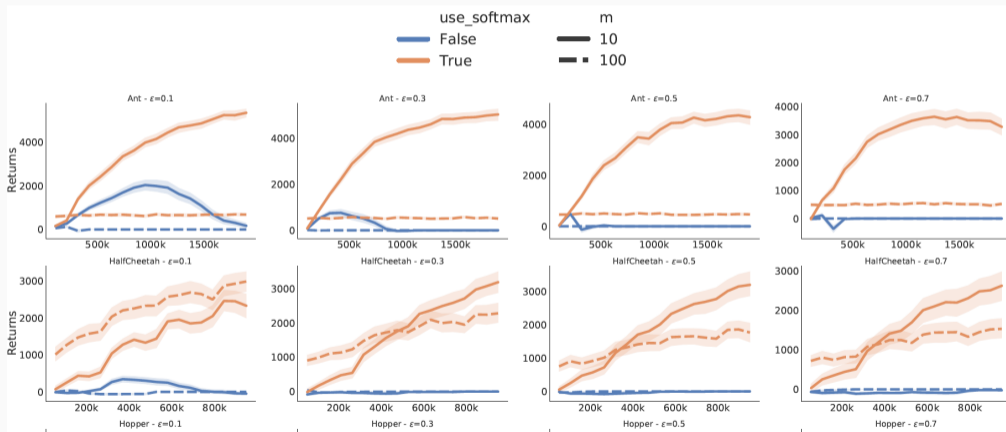 use_softmax m
False 10
True 100
Ant - ε=0.1 Ant - ε=0.3 Ant - ε=0.5 Ant - ε=0.7
Returns
4000
2000
0
500k 1000k 1500k
4000
2000
0
500k 1000k 1500k
4000
2000
0
500k 1000k 1500k
4000
3000
2000
1000
0
500k 1000k 1500k
HalfCheetah - ε=0.1 HalfCheetah - ε=0.3 HalfCheetah - ε=0.5 HalfCheetah - ε=0.7
Returns
3000
2000
1000
0
200k 400k 600k 800k
3000
2000
1000
0
200k 400k 600k 800k
3000
2000
1000
0
200k 400k 600k 800k
3000
2000
1000
0
200k 400k 600k 800k
Hopper - ε=0.1 Hopper - ε=0.3 Hopper - ε=0.5 Hopper - ε=0.7